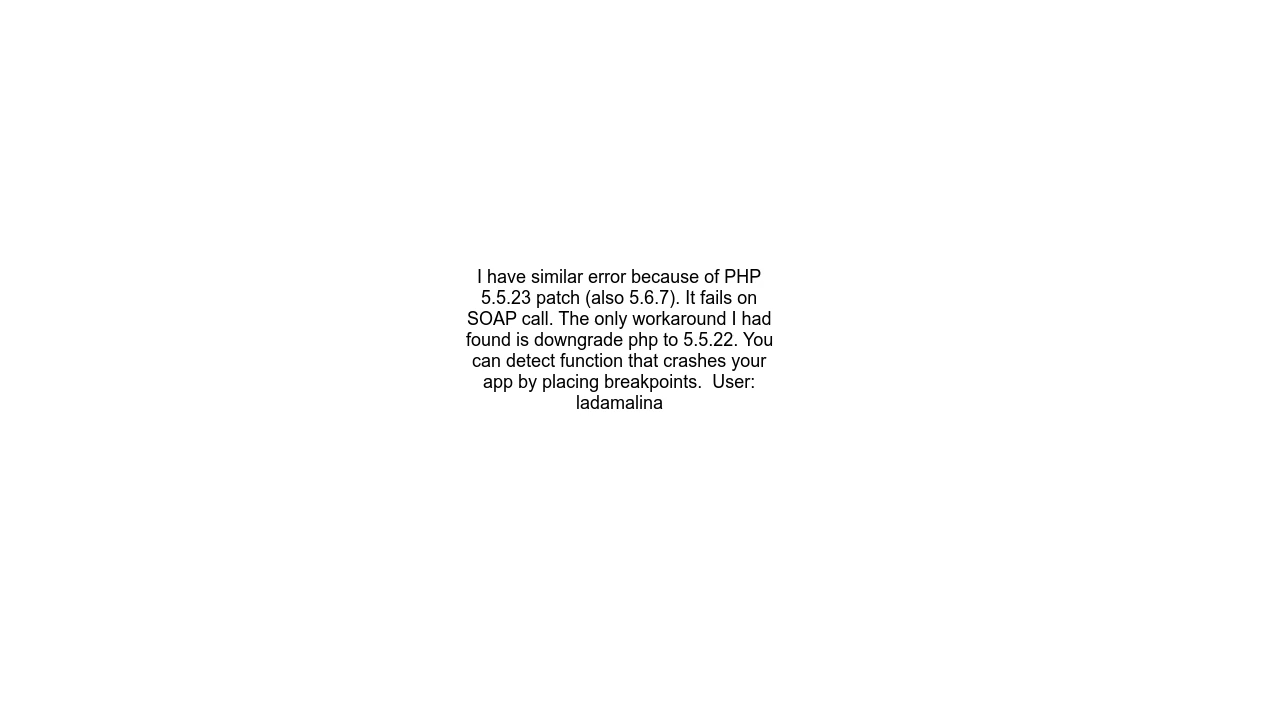 I have similar error because of PHP
5.5.23 patch (also 5.6.7). It fails on
SOAP call. The only workaround I had
found is downgrade php to 5.5.22. You
can detect function that crashes your
app by placing breakpoints.  User:
ladamalina